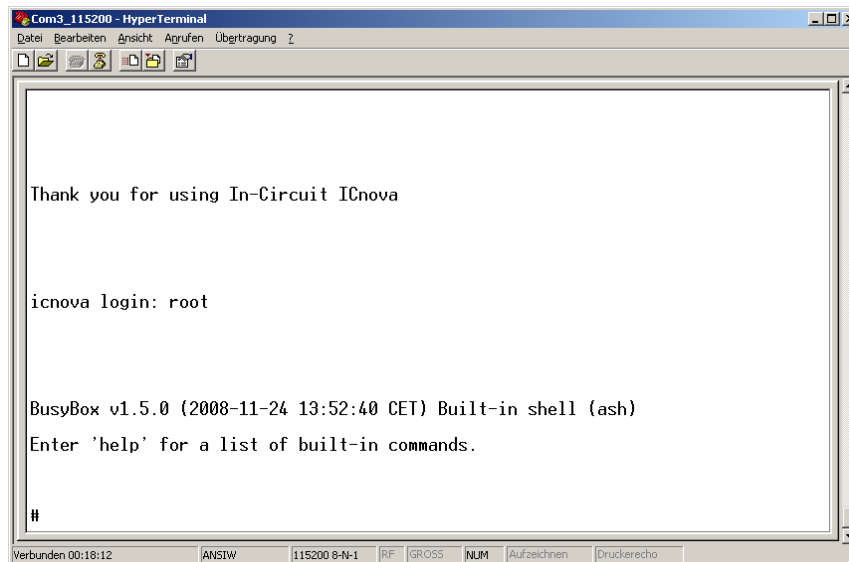 Com3_115200 - HyperTerminal
Datei Bearbeiten Ansicht Anrufen Übertragung ?
Thank you for using In-Circuit ICnova
icnova login: root
BusyBox v1.5.0 (2008-11-24 13:52:40 CET) Built-in shell (ash)
Enter 'help' for a list of built-in commands.
#
Verbunden 00:18:12 ANSIW 115200 8-N-1 RF GROSS NUM Aufzeichnen Druckerecho